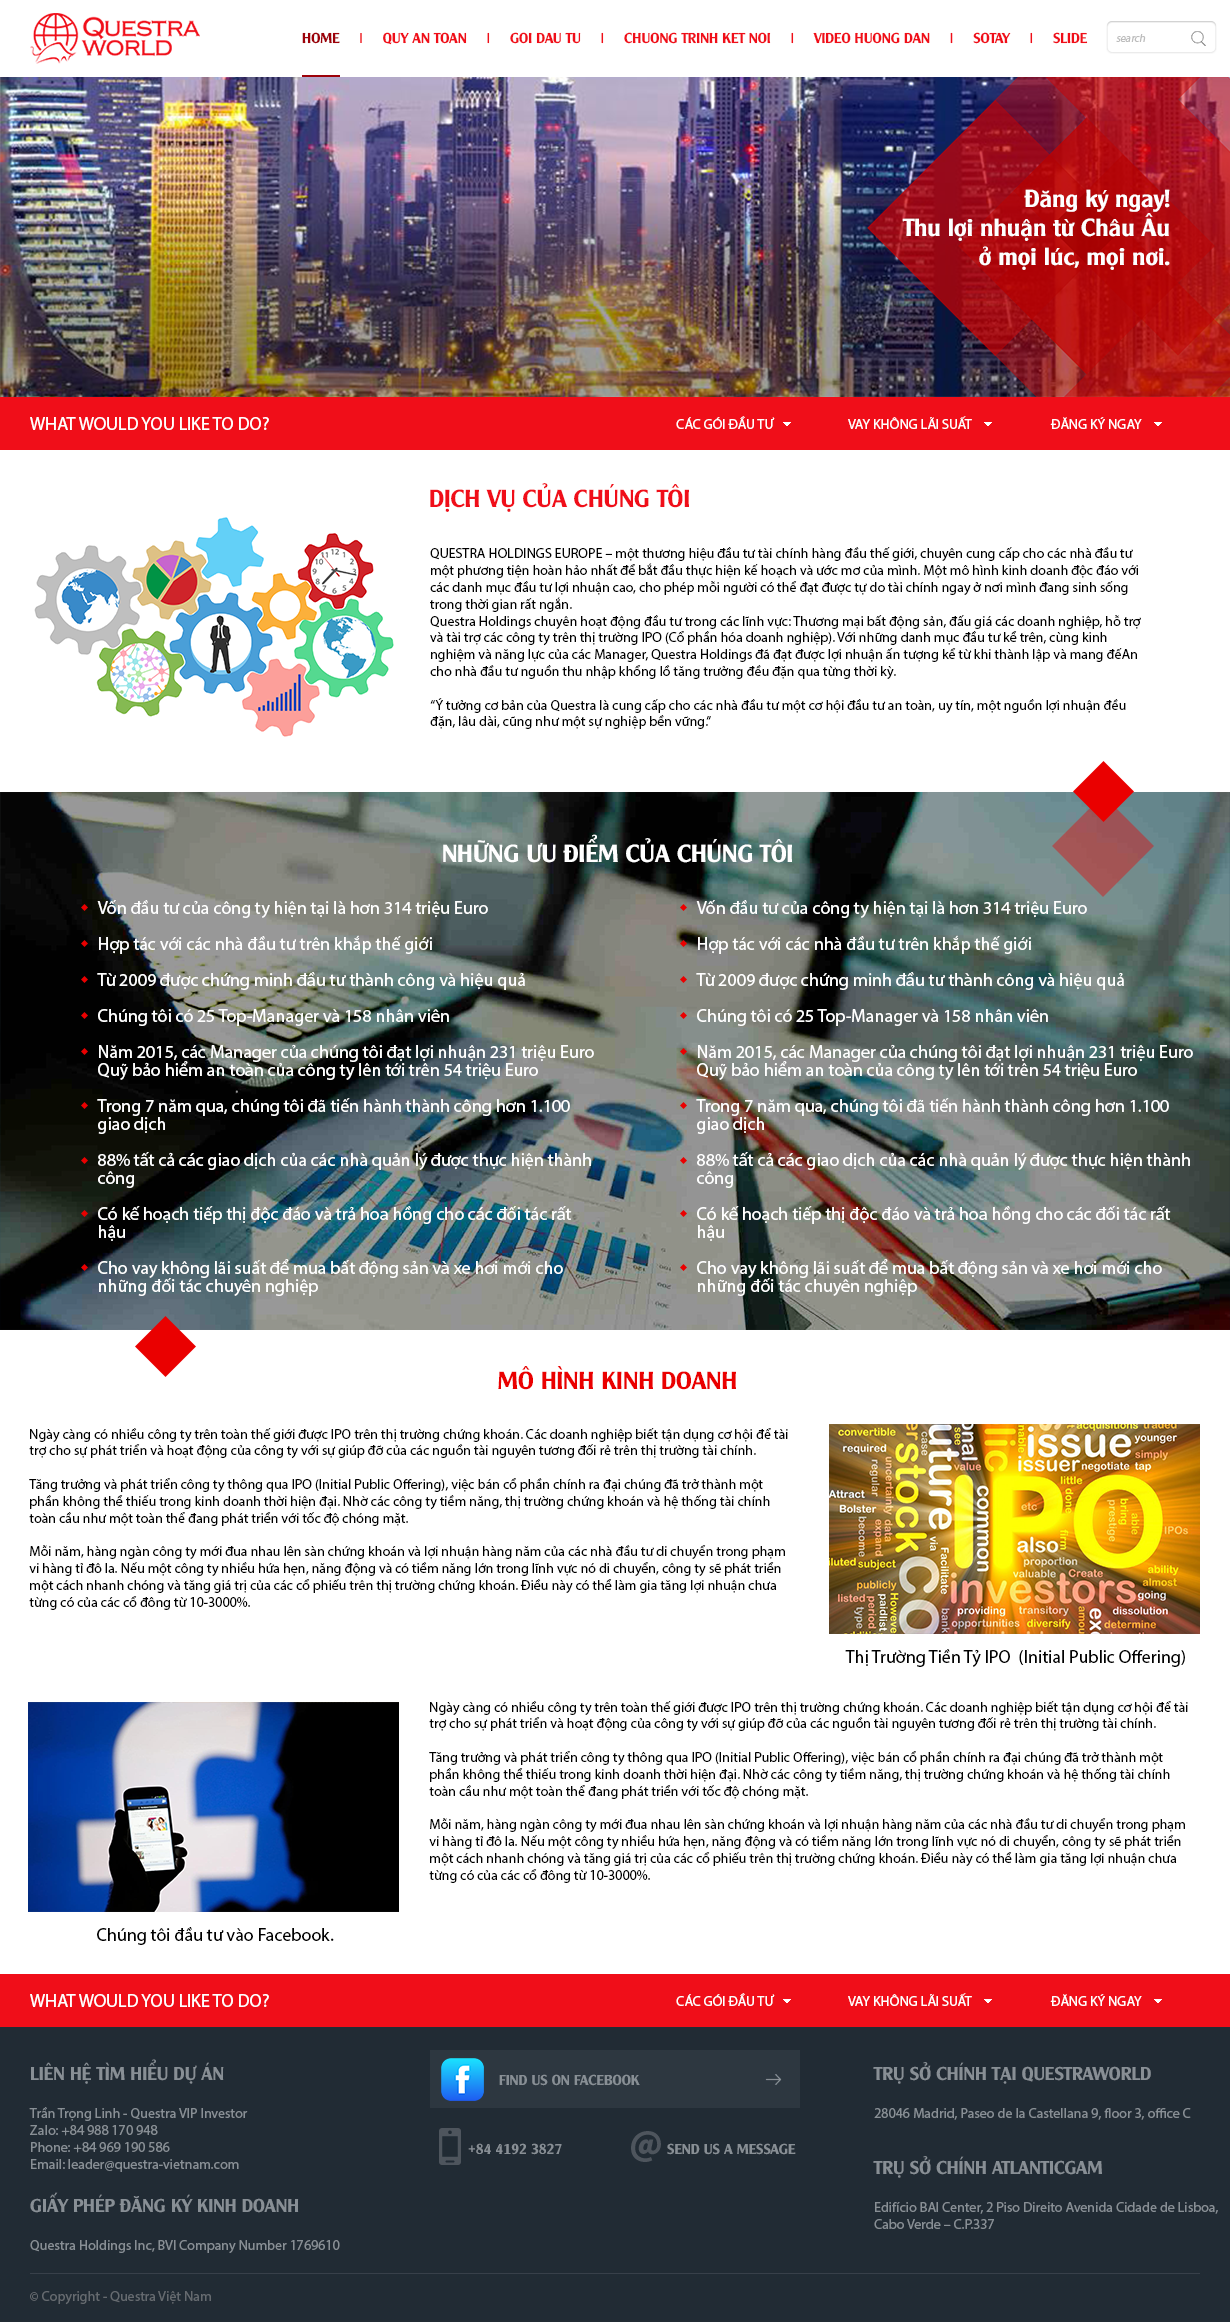 QUESTRA
WORLD
HOME | QUY AN TOAN | GOI DAU TU | CHUONG TRINH KET NOI | VIDEO HUONG DAN | SOTAY | SLIDE
search
Đăng ký ngay!
Thu lợi nhuận từ Châu Âu
ở mọi lúc, mọi nơi.
WHAT WOULD YOU LIKE TO DO?
CÁC GÓI ĐẦU TƯ
VAY KHÔNG LÃI SUẤT
ĐĂNG KÝ NGAY
DỊCH VỤ CỦA CHÚNG TÔI
QUESTRA HOLDINGS EUROPE – một thương hiệu đầu tư tài chính hàng đầu thế giới, chuyên cung cấp cho các nhà đầu tư
một phương tiện hoàn hảo nhất để bắt đầu thực hiện kế hoạch và ước mơ của mình. Một mô hình kinh doanh độc đáo với
các danh mục đầu tư lợi nhuận cao, cho phép mỗi người có thể đạt được tự do tài chính ngay ở nơi mình đang sinh sống
trong thời gian rất ngắn.
Questra Holdings chuyên hoạt động đầu tư trong các lĩnh vực: Thương mại bất động sản, đấu giá các doanh nghiệp, hỗ trợ
và tài trợ các công ty trên thị trường IPO (Cổ phần hóa doanh nghiệp). Với những danh mục đầu tư kể trên, cùng kinh
nghiệm và năng lực của các Manager, Questra Holdings đã đạt được lợi nhuận ấn tượng kể từ khi thành lập và mang đếAn
cho nhà đầu tư nguồn thu nhập khổng lồ tăng trưởng đều đặn qua từng thời kỳ.
“Ý tưởng cơ bản của Questra là cung cấp cho các nhà đầu tư một cơ hội đầu tư an toàn, uy tín, một nguồn lợi nhuận đều
đặn, lâu dài, cũng như một sự nghiệp bền vững.”
NHỮNG ƯU ĐIỂM CỦA CHÚNG TÔI
Vốn đầu tư của công ty hiện tại là hơn 314 triệu Euro
Hợp tác với các nhà đầu tư trên khắp thế giới
Từ 2009 được chứng minh đầu tư thành công và hiệu quả
Chúng tôi có 25 Top-Manager và 158 nhân viên
Năm 2015, các Manager của chúng tôi đạt lợi nhuận 231 triệu Euro
Quỹ bảo hiểm an toàn của công ty lên tới trên 54 triệu Euro
Trong 7 năm qua, chúng tôi đã tiến hành thành công hơn 1.100
giao dịch
88% tất cả các giao dịch của các nhà quản lý được thực hiện thành
công
Có kế hoạch tiếp thị độc đáo và trả hoa hồng cho các đối tác rất
hậu
Cho vay không lãi suất để mua bất động sản và xe hơi mới cho
những đối tác chuyên nghiệp
Vốn đầu tư của công ty hiện tại là hơn 314 triệu Euro
Hợp tác với các nhà đầu tư trên khắp thế giới
Từ 2009 được chứng minh đầu tư thành công và hiệu quả
Chúng tôi có 25 Top-Manager và 158 nhân viên
Năm 2015, các Manager của chúng tôi đạt lợi nhuận 231 triệu Euro
Quỹ bảo hiểm an toàn của công ty lên tới trên 54 triệu Euro
Trong 7 năm qua, chúng tôi đã tiến hành thành công hơn 1.100
giao dịch
88% tất cả các giao dịch của các nhà quản lý được thực hiện thành
công
Có kế hoạch tiếp thị độc đáo và trả hoa hồng cho các đối tác rất
hậu
Cho vay không lãi suất để mua bất động sản và xe hơi mới cho
những đối tác chuyên nghiệp
MÔ HÌNH KINH DOANH
Ngày càng có nhiều công ty trên toàn thế giới được IPO trên thị trường chứng khoán. Các doanh nghiệp biết tận dụng cơ hội để tài
trợ cho sự phát triển và hoạt động của công ty với sự giúp đỡ của các nguồn tài nguyên tương đối rẻ trên thị trường tài chính.
Tăng trưởng và phát triển công ty thông qua IPO (Initial Public Offering), việc bán cổ phần chính ra đại chúng đã trở thành một
phần không thể thiếu trong kinh doanh thời hiện đại. Nhờ các công ty tiềm năng, thị trường chứng khoán và hệ thống tài chính
toàn cầu như một toàn thể đang phát triển với tốc độ chóng mặt.
Mỗi năm, hàng ngàn công ty mới đua nhau lên sàn chứng khoán và lợi nhuận hàng năm của các nhà đầu tư di chuyển trong phạm
vi hàng tỉ đô la. Nếu một công ty nhiều hứa hẹn, năng động và có tiềm năng lớn trong lĩnh vực nó di chuyển, công ty sẽ phát triển
một cách nhanh chóng và tăng giá trị của các cổ phiếu trên thị trường chứng khoán. Điều này có thể làm gia tăng lợi nhuận chưa
từng có của các cổ đông từ 10-3000%.
convertible
required
regular
uncertainty
Attract
Bolster
become
expand
data
subject
publicly
listed
period
type
paidlist
However
stock
case
see
value
issue
issuer
acquisitions
traded
younger
simply
negotiate
tap
little
done
etc
IPO
IPOs
common
via
Facilitate
also
firm
bring
prestige
able
proportion
valuable
Create
ability
almost
investors
going
providing
transitory
dissolution
opportunities
diversify
determine
bank
Thị Trường Tiền Tỷ IPO (Initial Public Offering)
Ngày càng có nhiều công ty trên toàn thế giới được IPO trên thị trường chứng khoán. Các doanh nghiệp biết tận dụng cơ hội để tài
trợ cho sự phát triển và hoạt động của công ty với sự giúp đỡ của các nguồn tài nguyên tương đối rẻ trên thị trường tài chính.
Tăng trưởng và phát triển công ty thông qua IPO (Initial Public Offering), việc bán cổ phần chính ra đại chúng đã trở thành một
phần không thể thiếu trong kinh doanh thời hiện đại. Nhờ các công ty tiềm năng, thị trường chứng khoán và hệ thống tài chính
toàn cầu như một toàn thể đang phát triển với tốc độ chóng mặt.
Mỗi năm, hàng ngàn công ty mới đua nhau lên sàn chứng khoán và lợi nhuận hàng năm của các nhà đầu tư di chuyển trong phạm
vi hàng tỉ đô la. Nếu một công ty nhiều hứa hẹn, năng động và có tiềm năng lớn trong lĩnh vực nó di chuyển, công ty sẽ phát triển
một cách nhanh chóng và tăng giá trị của các cổ phiếu trên thị trường chứng khoán. Điều này có thể làm gia tăng lợi nhuận chưa
từng có của các cổ đông từ 10-3000%.
Chúng tôi đầu tư vào Facebook.
WHAT WOULD YOU LIKE TO DO?
CÁC GÓI ĐẦU TƯ
VAY KHÔNG LÃI SUẤT
ĐĂNG KÝ NGAY
LIÊN HỆ TÌM HIỂU DỰ ÁN
Trần Trọng Linh - Questra VIP Investor
Zalo: +84 988 170 948
Phone: +84 969 190 586
Email: leader@questra-vietnam.com
GIẤY PHÉP ĐĂNG KÝ KINH DOANH
Questra Holdings Inc, BVI Company Number 1769610
FIND US ON FACEBOOK
+84 4192 3827
SEND US A MESSAGE
TRỤ SỞ CHÍNH TẠI QUESTRAWORLD
28046 Madrid, Paseo de la Castellana 9, floor 3, office C
TRỤ SỞ CHÍNH ATLANTICGAM
Edifício BAI Center, 2 Piso Direito Avenida Cidade de Lisboa,
Cabo Verde – C.P.337
© Copyright - Questra Việt Nam